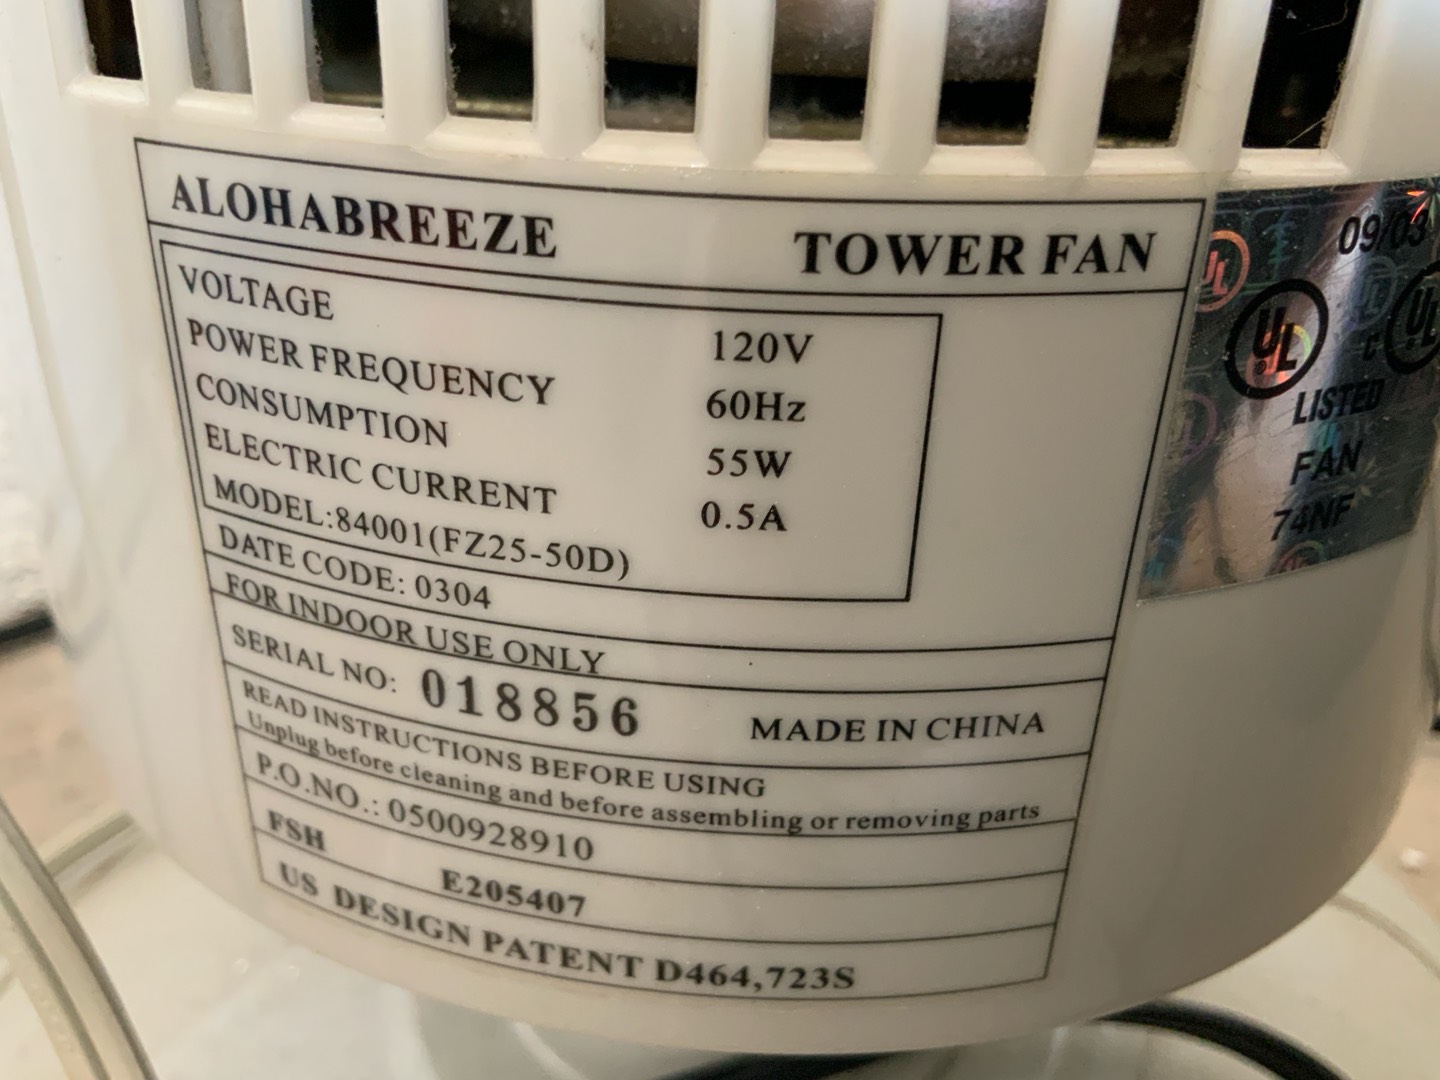 ALOHABREEZE TOWER FAN
VOLTAGE 120V
POWER FREQUENCY 60Hz
CONSUMPTION 55W
ELECTRIC CURRENT 0.5A
MODEL:84001(FZ25-50D)
DATE CODE: 0304
FOR INDOOR USE ONLY
SERIAL NO: 018856 MADE IN CHINA
READ INSTRUCTIONS BEFORE USING
Unplug before cleaning and before assembling or removing parts
P.O.NO.: 0500928910
FSH E205407
US DESIGN PATENT D464,723S
09/03
UL
UL C UL
LISTED
FAN
74NF